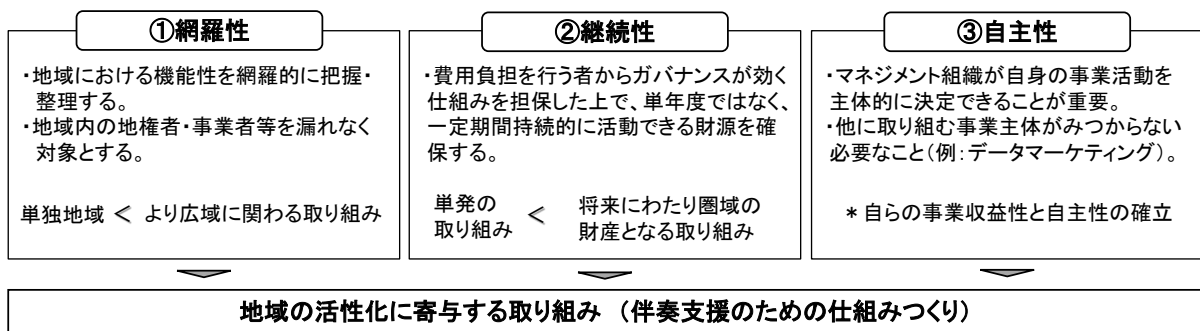 ①網羅性
・地域における機能性を網羅的に把握・
整理する。
・地域内の地権者・事業者等を漏れなく
対象とする。
単独地域 < より広域に関わる取り組み
②継続性
・費用負担を行う者からガバナンスが効く
仕組みを担保した上で、単年度ではなく、
一定期間持続的に活動できる財源を確
保する。
単発の
取り組み < 将来にわたり圏域の
財産となる取り組み
③自主性
・マネジメント組織が自身の事業活動を
主体的に決定できることが重要。
・他に取り組む事業主体がみつからない
必要なこと(例:データマーケティング)。
*自らの事業収益性と自主性の確立
地域の活性化に寄与する取り組み (伴奏支援のための仕組みつくり)